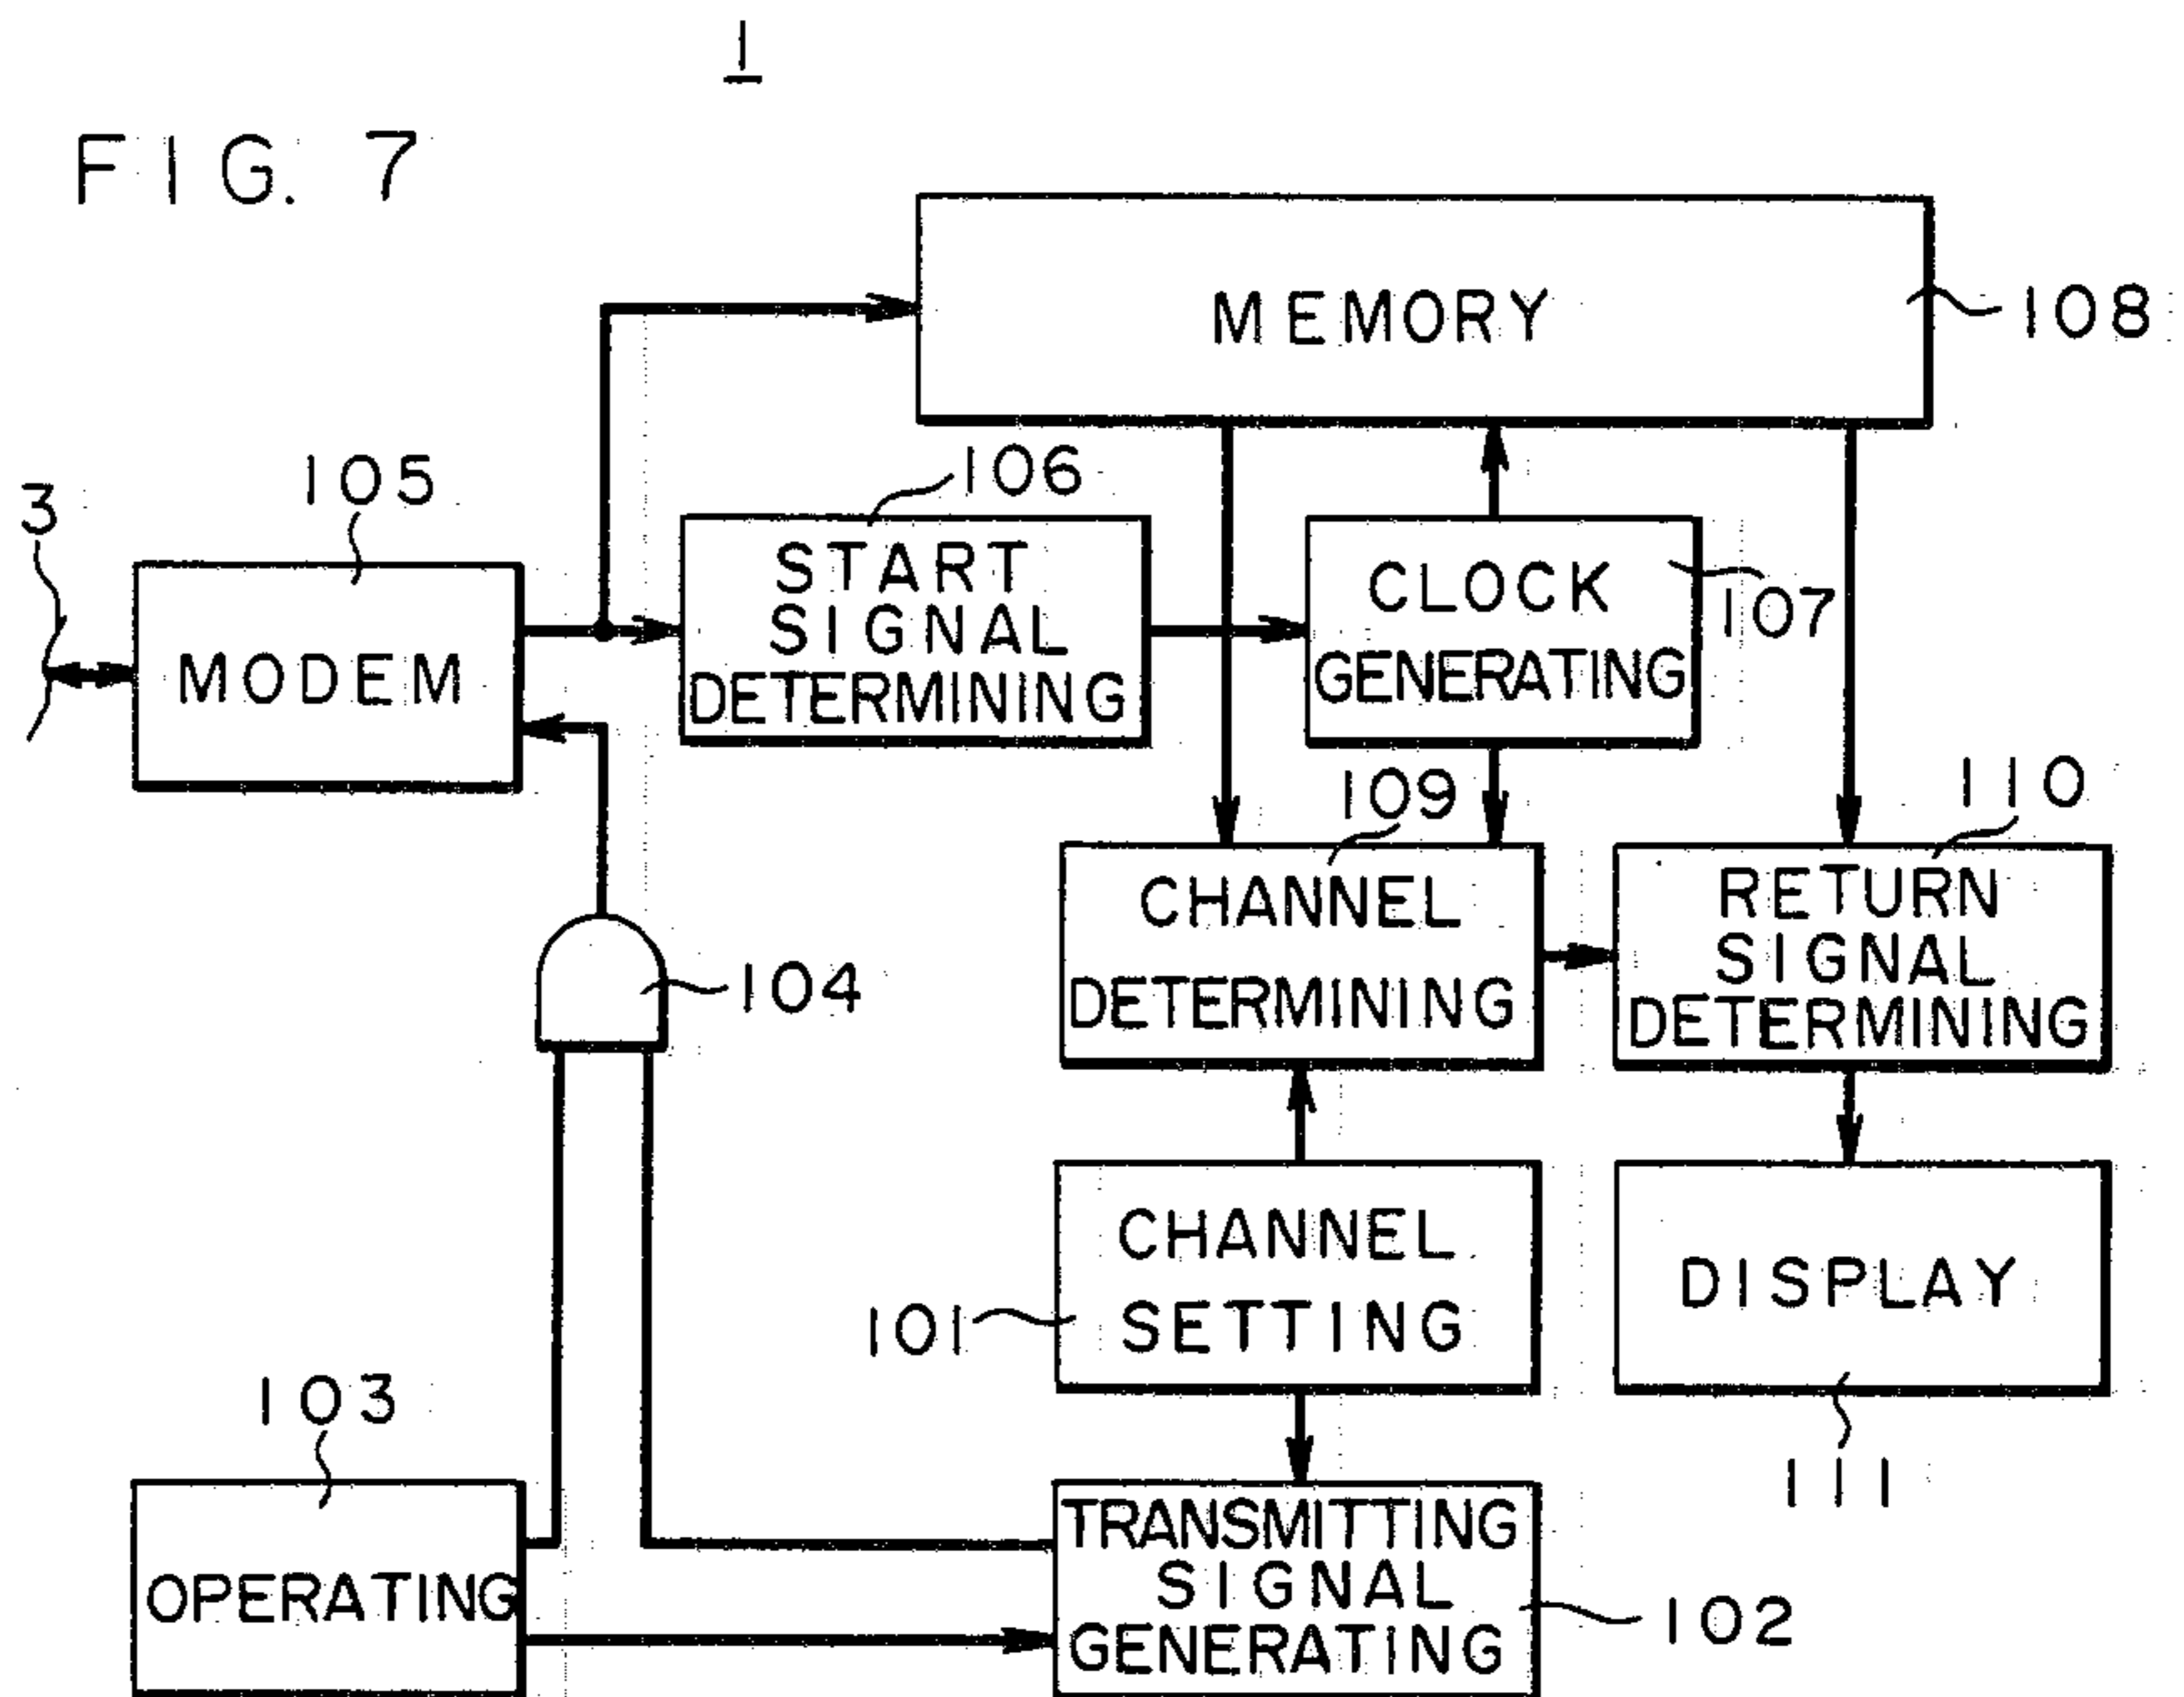 1
FIG. 7
MEMORY
108
105
106
3
START
SIGNAL
DETERMINING
CLOCK
GENERATING
107
MODEM
109
110
CHANNEL
DETERMINING
RETURN
SIGNAL
DETERMINING
104
CHANNEL
SETTING
101
DISPLAY
111
103
OPERATING
TRANSMITTING
SIGNAL
GENERATING
102